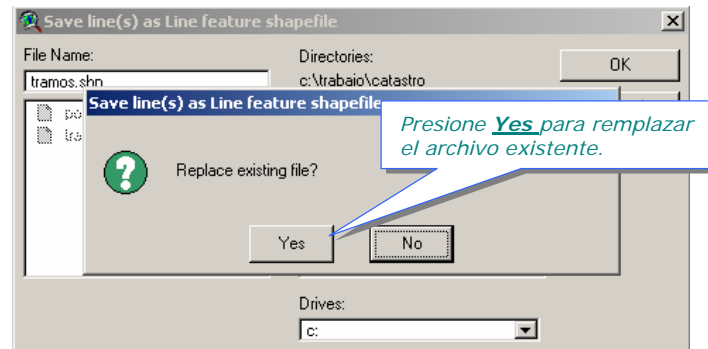 Save line(s) as Line feature shapefile
File Name:
Directories:
OK
tramos.shp
c:\trabajo\catastro
Save line(s) as Line feature shapefile
Presione Yes para remplazar
el archivo existente.
Replace existing file?
Yes
No
Drives:
c: